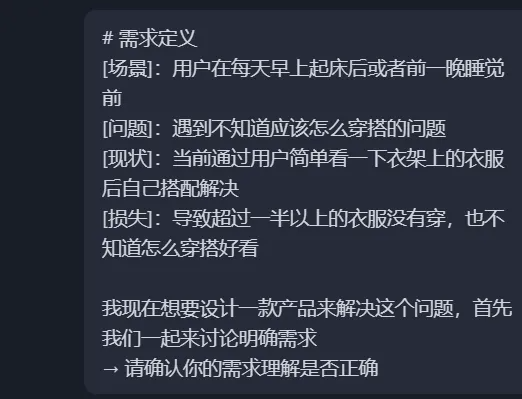 # 需求定义
[场景]：用户在每天早上起床后或者前一晚睡觉
前
[问题]：遇到不知道应该怎么穿搭的问题
[现状]：当前通过用户简单看一下衣架上的衣服
后自己搭配解决
[损失]：导致超过一半以上的衣服没有穿，也不
知道怎么穿搭好看
我现在想要设计一款产品来解决这个问题，首先
我们一起来讨论明确需求
→ 请确认你的需求理解是否正确